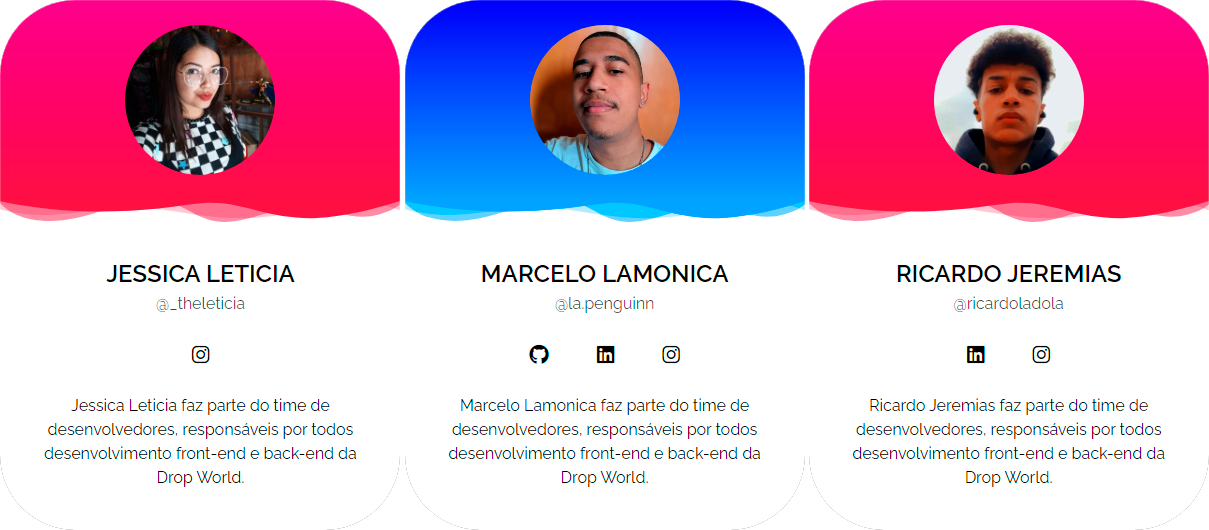 JESSICA LETICIA
@_theleticia
Jessica Leticia faz parte do time de
desenvolvedores, responsáveis por todos
desenvolvimento front-end e back-end da
Drop World.
MARCELO LAMONICA
@la.penguinn
in
Marcelo Lamonica faz parte do time de
desenvolvedores, responsáveis por todos
desenvolvimento front-end e back-end da
Drop World.
RICARDO JEREMIAS
@ricardoladola
in
Ricardo Jeremias faz parte do time de
desenvolvedores, responsáveis por todos
desenvolvimento front-end e back-end da
Drop World.